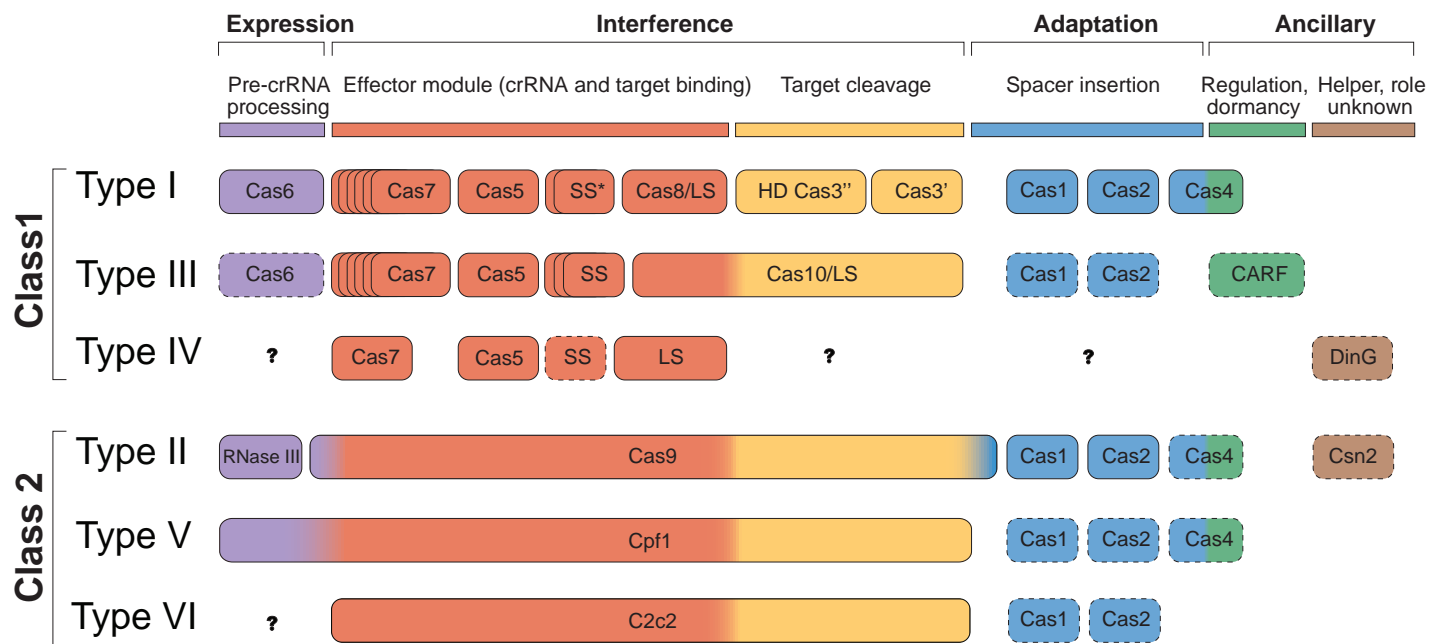 Expression Interference Adaptation Ancillary
Pre-crRNA processing Effector module (crRNA and target binding) Target cleavage Spacer insertion Regulation, dormancy Helper, role unknown
Class1
Type I Cas6 Cas7 Cas5 SS* Cas8/LS HD Cas3'' Cas3' Cas1 Cas2 Cas4
Type III Cas6 Cas7 Cas5 SS Cas10/LS Cas1 Cas2 CARF
Type IV ? Cas7 Cas5 SS LS ? ? DinG
Class 2
Type II RNase III Cas9 Cas1 Cas2 Cas4 Csn2
Type V Cpf1 Cas1 Cas2 Cas4
Type VI ? C2c2 Cas1 Cas2